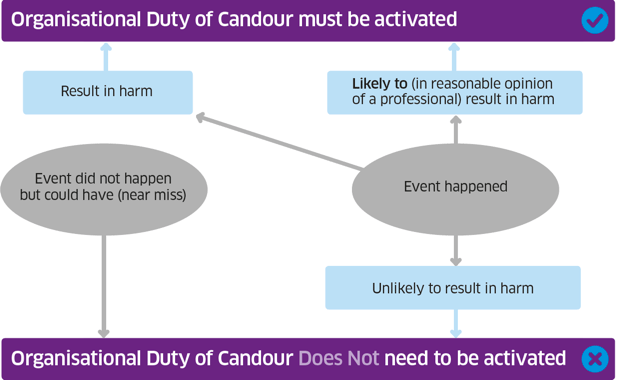 Organisational Duty of Candour must be activated
Result in harm
Likely to (in reasonable opinion
of a professional) result in harm
Event did not happen
but could have (near miss)
Event happened
Unlikely to result in harm
Organisational Duty of Candour Does Not need to be activated